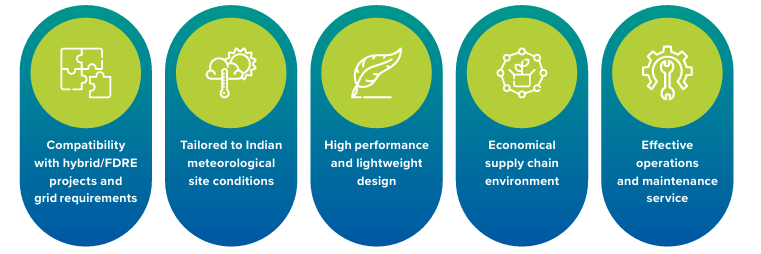 Compatibility
with hybrid/FDRE
projects and
grid requirements
Tailored to Indian
meteorological
site conditions
High performance
and lightweight
design
Economical
supply chain
environment
Effective
operations
and maintenance
service